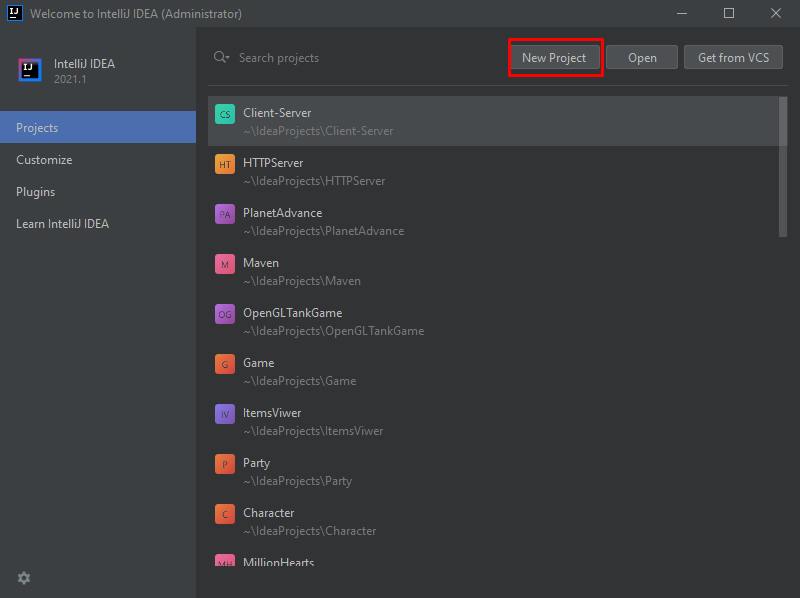 Welcome to IntelliJ IDEA (Administrator)
IntelliJ IDEA
2021.1
Projects
Customize
Plugins
Learn IntelliJ IDEA
Search projects
New Project
Open
Get from VCS
CS
Client-Server
~\IdeaProjects\Client-Server
HT
HTTPServer
~\IdeaProjects\HTTPServer
PA
PlanetAdvance
~\IdeaProjects\PlanetAdvance
M
Maven
~\IdeaProjects\Maven
OG
OpenGLTankGame
~\IdeaProjects\OpenGLTankGame
G
Game
~\IdeaProjects\Game
IV
ItemsViwer
~\IdeaProjects\ItemsViwer
P
Party
~\IdeaProjects\Party
C
Character
~\IdeaProjects\Character
MH
MillionHearts